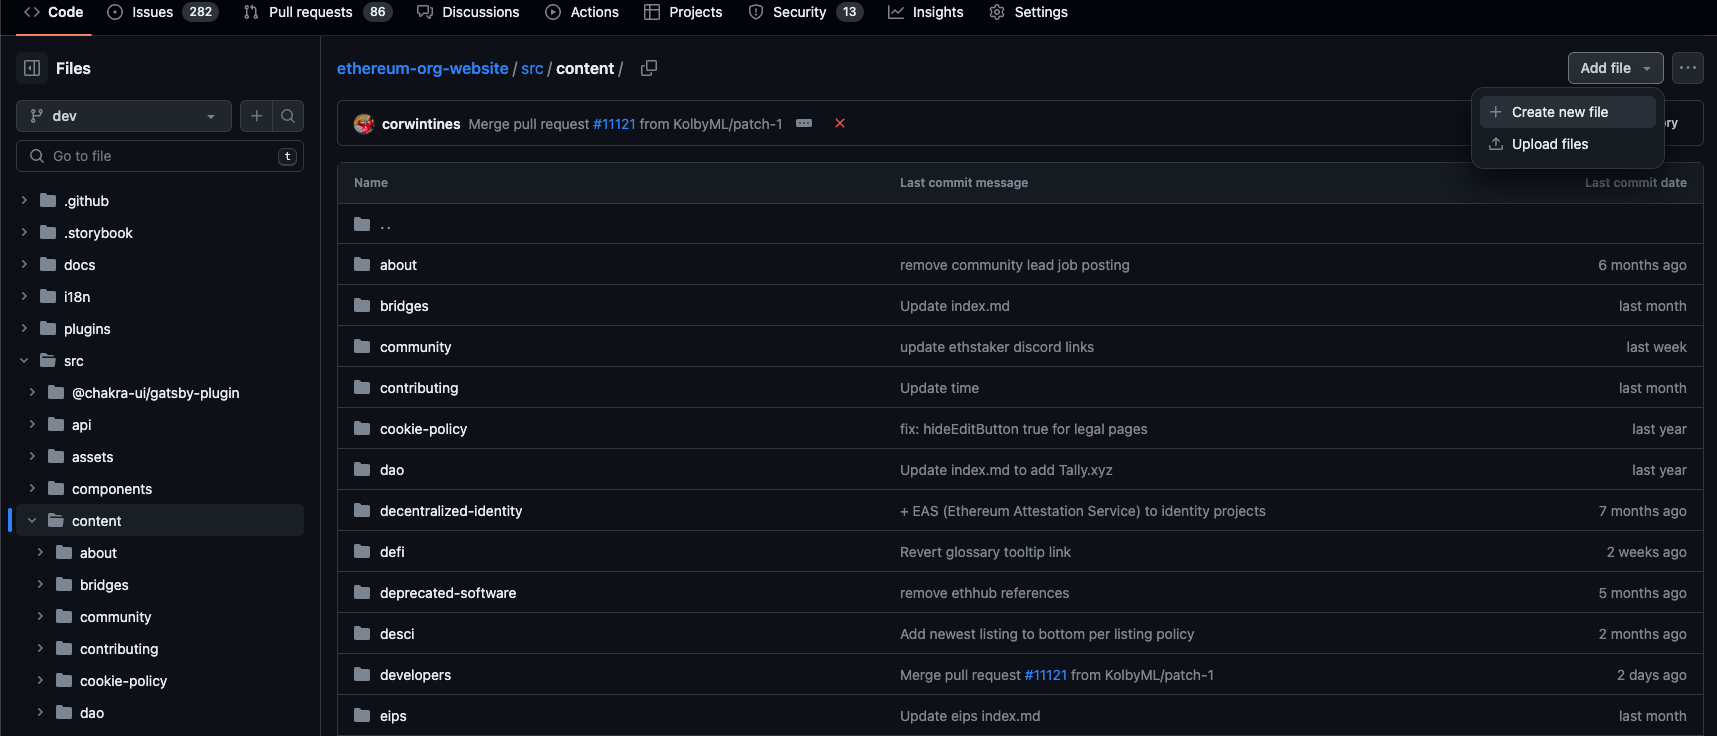 Code Issues 282 Pull requests 86 Discussions Actions Projects Security 13 Insights Settings
Files
dev
Go to file t
.github
.storybook
docs
i18n
plugins
src
@chakra-ui/gatsby-plugin
api
assets
components
content
about
bridges
community
contributing
cookie-policy
dao
ethereum-org-website / src / content /
Add file
Create new file
Upload files
corwintines Merge pull request #11121 from KolbyML/patch-1
Name Last commit message Last commit date
..
about remove community lead job posting 6 months ago
bridges Update index.md last month
community update ethstaker discord links last week
contributing Update time last month
cookie-policy fix: hideEditButton true for legal pages last year
dao Update index.md to add Tally.xyz last year
decentralized-identity + EAS (Ethereum Attestation Service) to identity projects 7 months ago
defi Revert glossary tooltip link 2 weeks ago
deprecated-software remove ethhub references 5 months ago
desci Add newest listing to bottom per listing policy 2 months ago
developers Merge pull request #11121 from KolbyML/patch-1 2 days ago
eips Update eips index.md last month